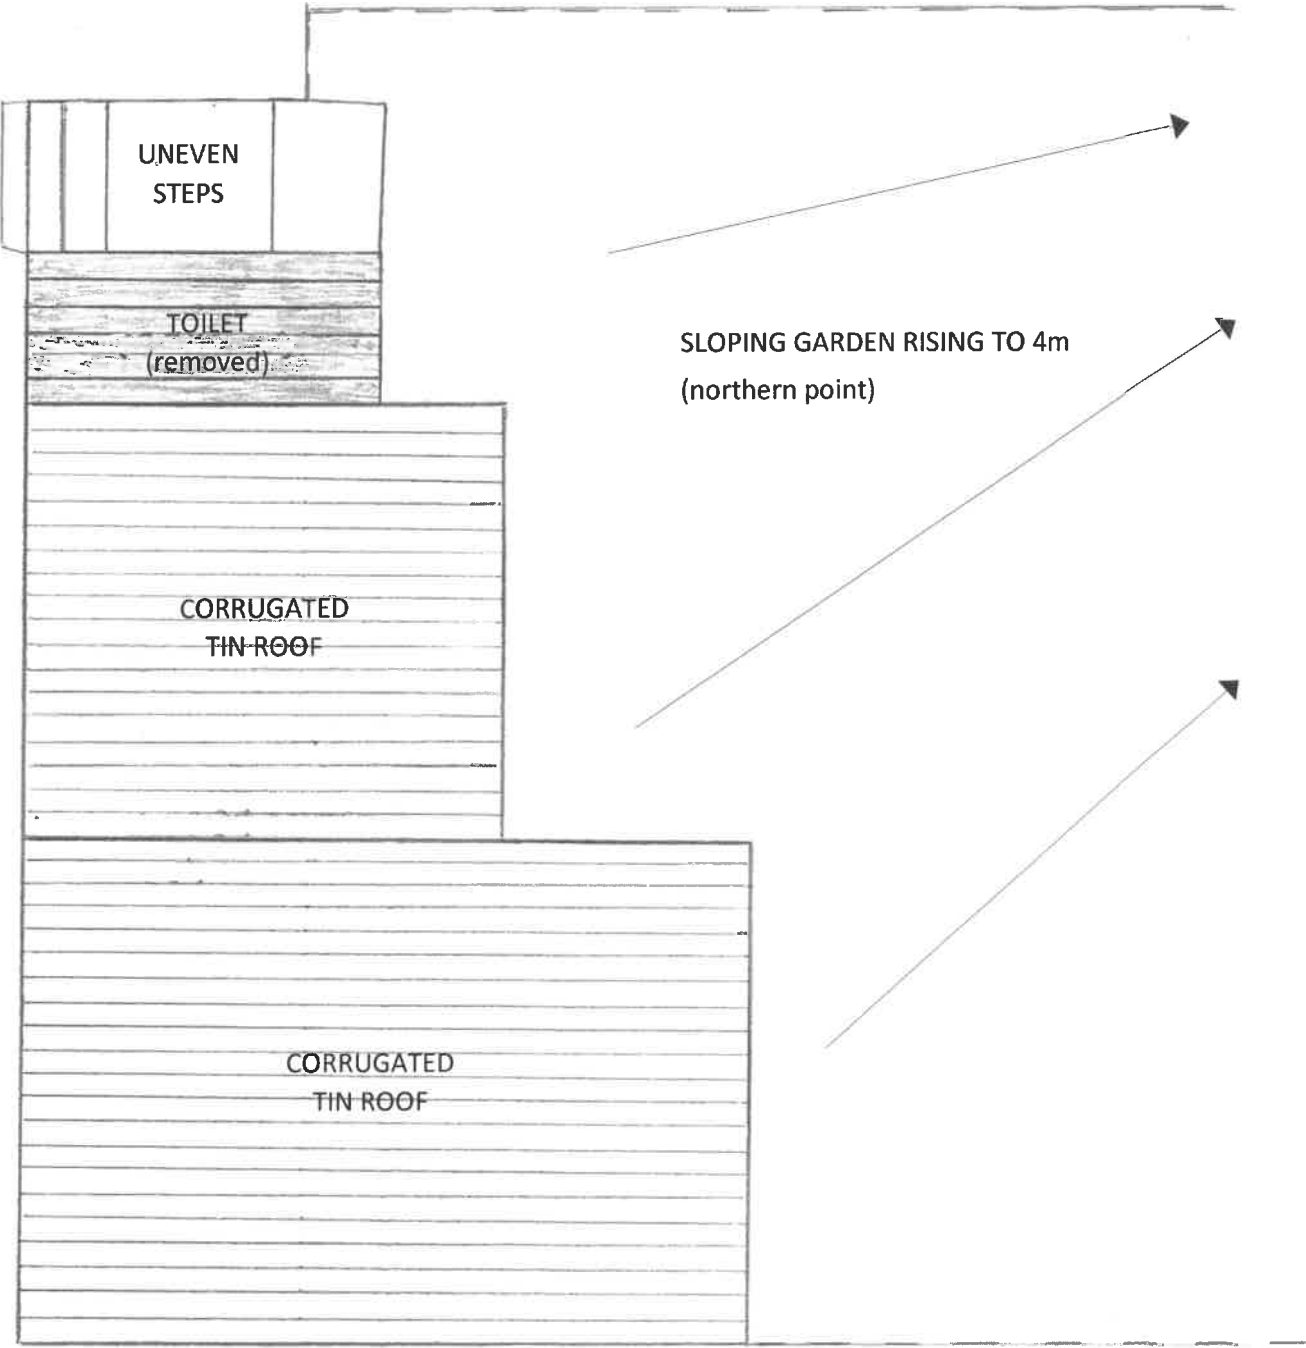 UNEVEN
STEPS
TOILET
(removed)
SLOPING GARDEN RISING TO 4m
(northern point)
CORRUGATED
TIN ROOF
CORRUGATED
TIN ROOF